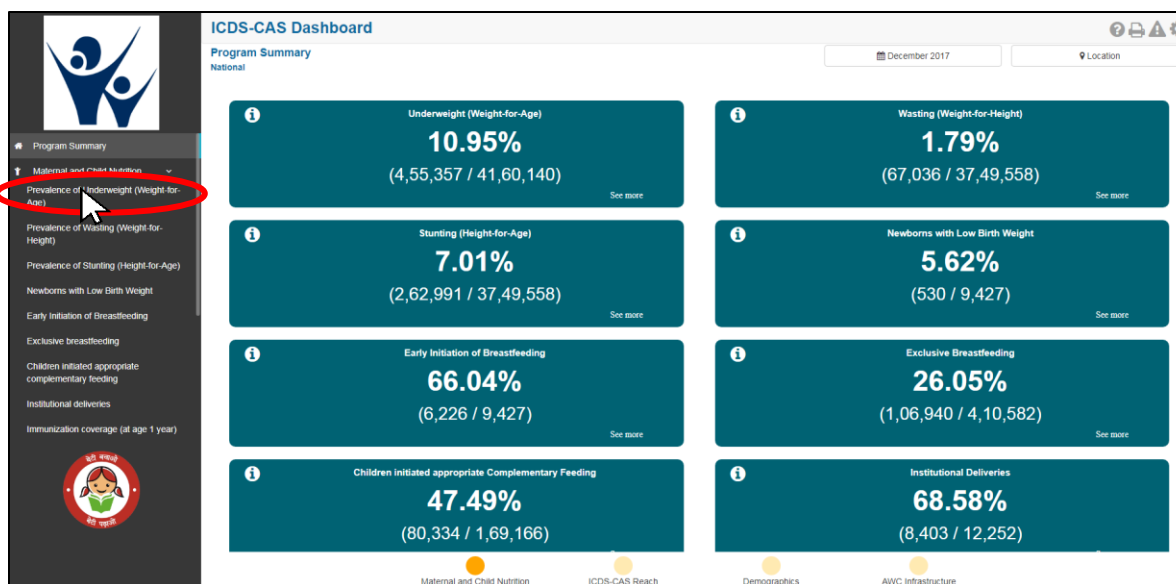 ICDS-CAS Dashboard
Program Summary
National
December 2017
Location
Program Summary
Maternal and Child Nutrition
Prevalence of Underweight (Weight-for-
Age)
Prevalence of Wasting (Weight-for-
Height)
Prevalence of Stunting (Height-for-Age)
Newborns with Low Birth Weight
Early Initiation of Breastfeeding
Exclusive breastfeeding
Children initiated appropriate
complementary feeding
Institutional deliveries
Immunization coverage (at age 1 year)
बेटी बचाओ
बेटी पढ़ाओ
Underweight (Weight-for-Age)
10.95%
(4,55,357 / 41,60,140)
See more
Wasting (Weight-for-Height)
1.79%
(67,036 / 37,49,558)
See more
Stunting (Height-for-Age)
7.01%
(2,62,991 / 37,49,558)
See more
Newborns with Low Birth Weight
5.62%
(530 / 9,427)
See more
Early Initiation of Breastfeeding
66.04%
(6,226 / 9,427)
See more
Exclusive Breastfeeding
26.05%
(1,06,940 / 4,10,582)
See more
Children initiated appropriate Complementary Feeding
47.49%
(80,334 / 1,69,166)
Institutional Deliveries
68.58%
(8,403 / 12,252)
Maternal and Child Nutrition
ICDS-CAS Reach
Demographics
AWC Infrastructure